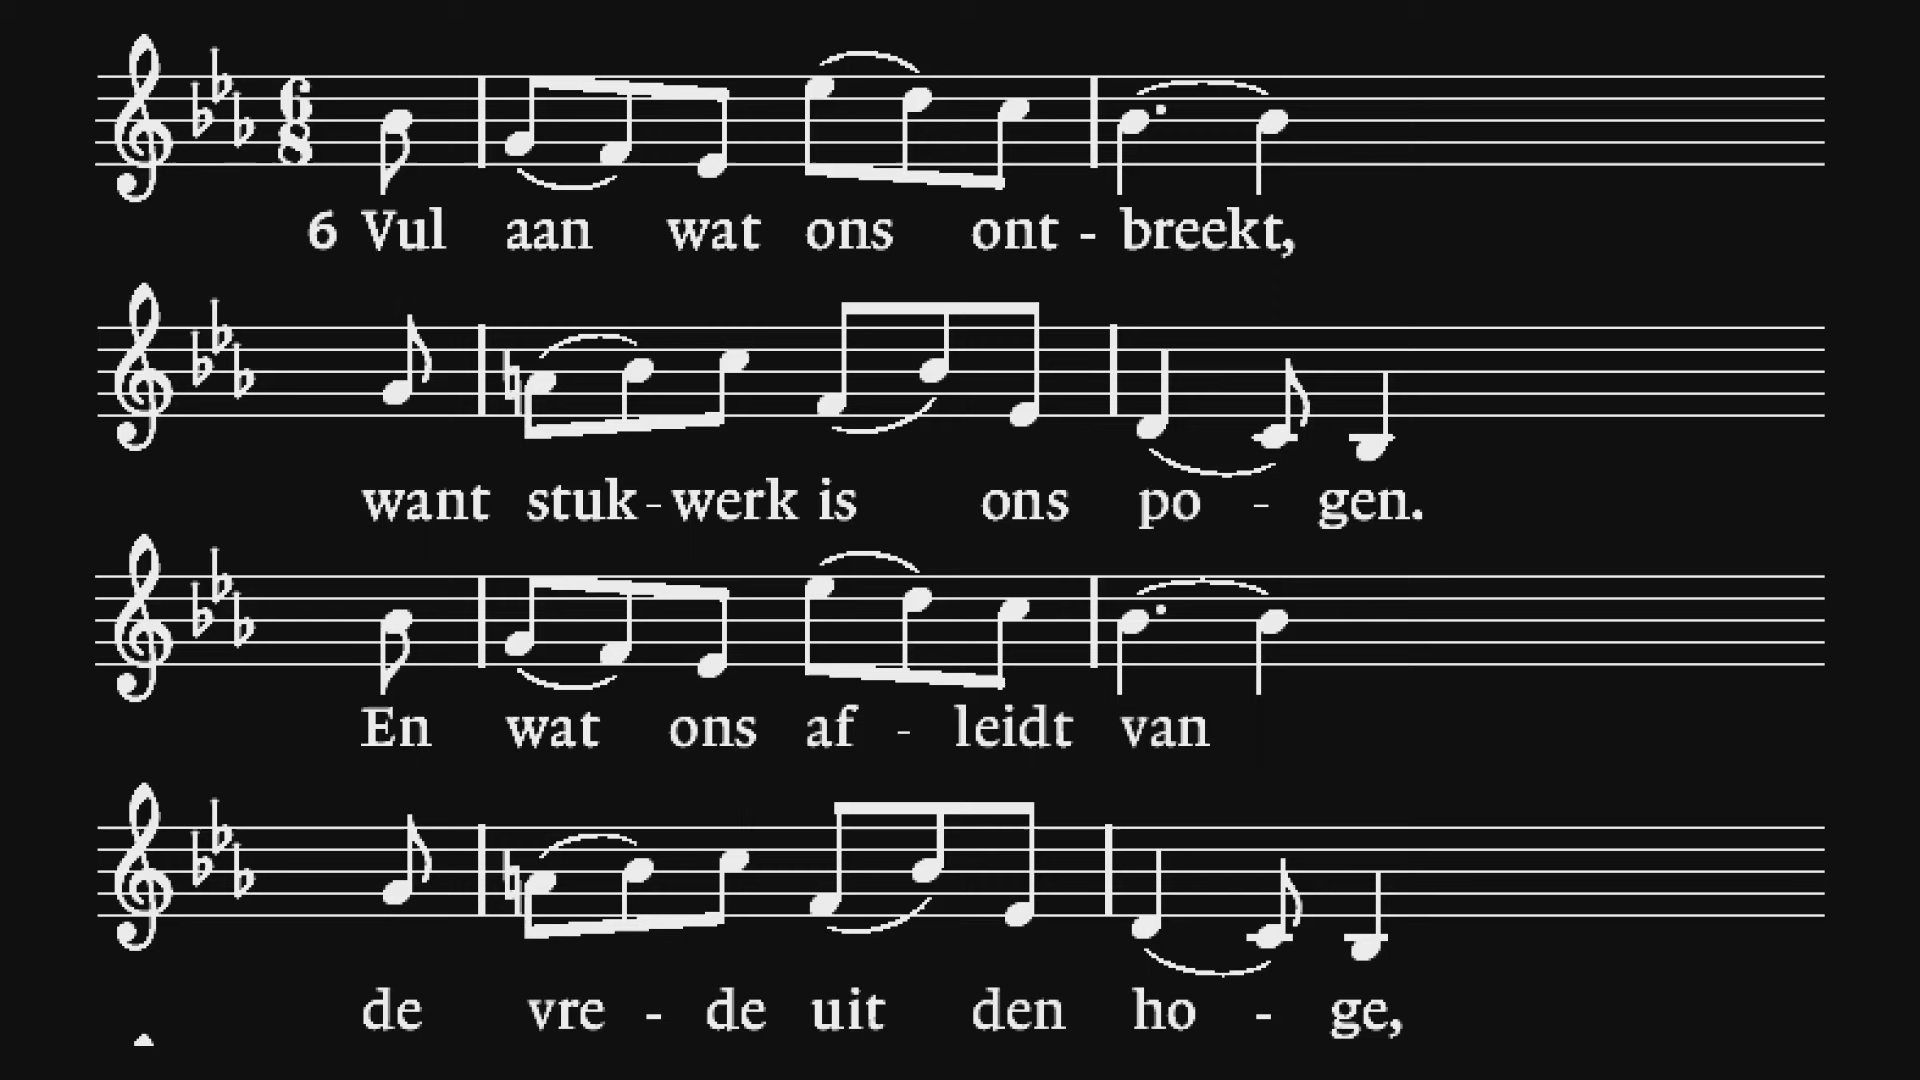 6 Vul aan wat ons ont - breekt,
want stuk - werk is ons po - gen.
En wat ons af - leidt van
de vre - de uit den ho - ge,